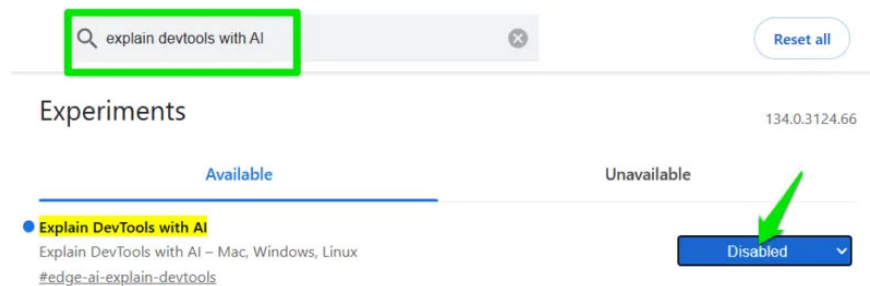 explain devtools with AI
Reset all
Experiments
134.0.3124.66
Available
Unavailable
Explain DevTools with AI
Explain DevTools with AI – Mac, Windows, Linux
#edge-ai-explain-devtools
Disabled